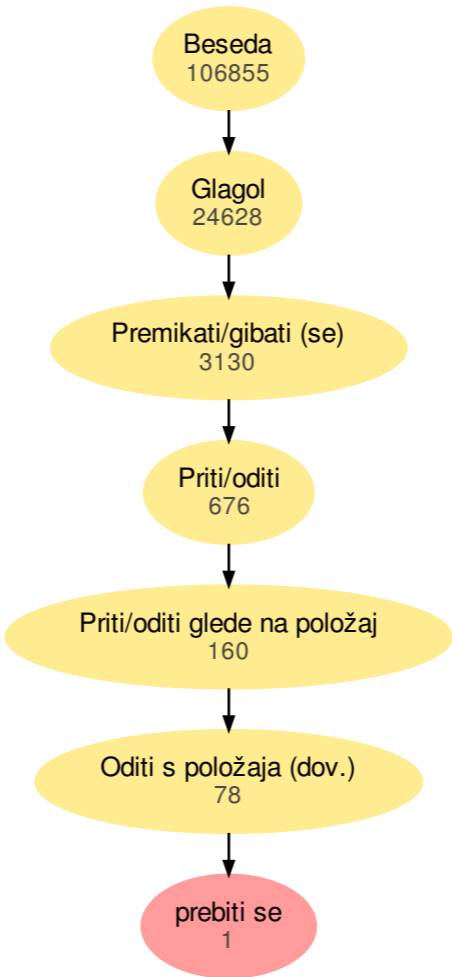 Beseda
106855
Glagol
24628
Premikati/gibati (se)
3130
Priti/oditi
676
Priti/oditi glede na položaj
160
Oditi s položaja (dov.)
78
prebiti se
1